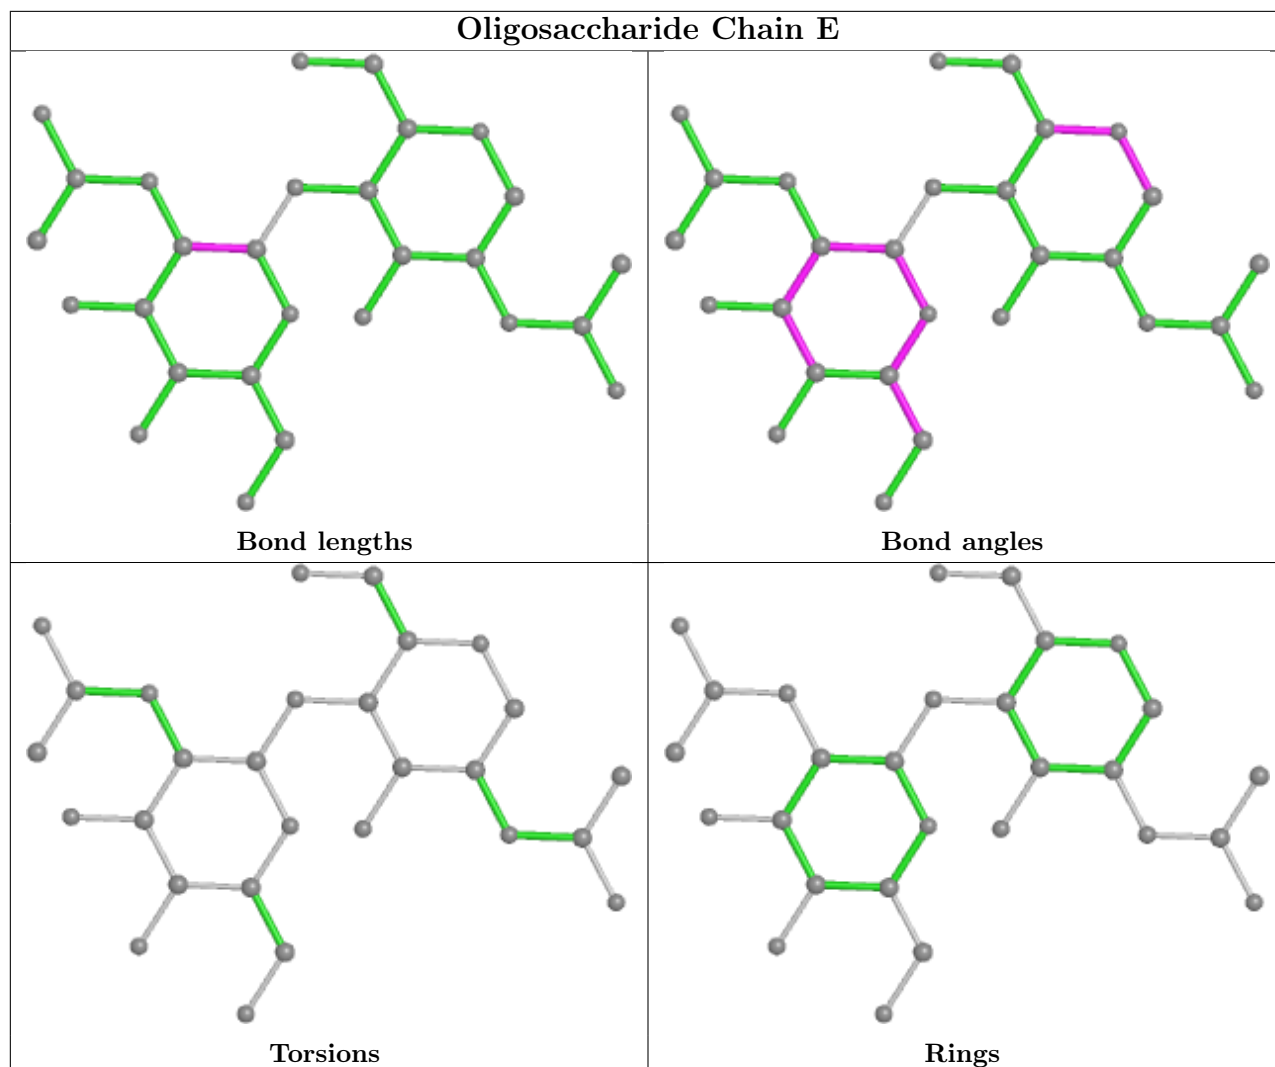 Oligosaccharide Chain E
Bond lengths
Bond angles
Torsions
Rings